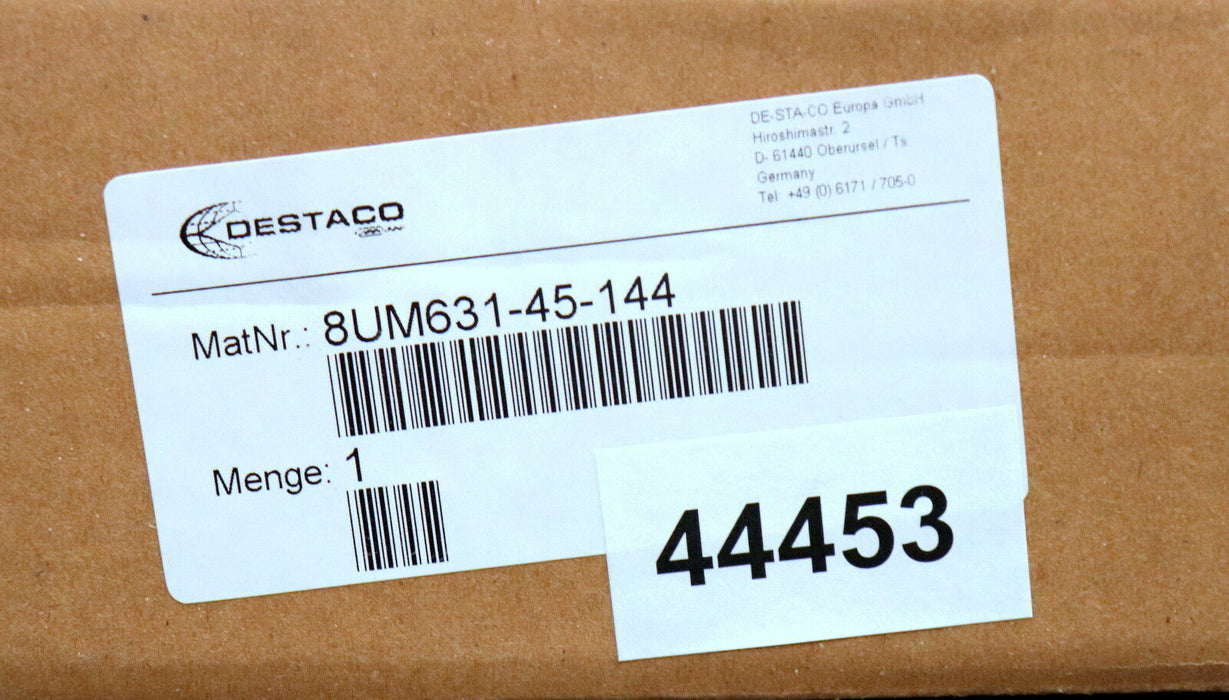 DE-STA-CO Europa GmbH
Hiroshimastr. 2
D- 61440 Oberursel / Ts
Germany
Tel: +49 (0) 6171 / 705-0
DESTACO
MatNr.: 8UM631-45-144
Menge: 1
44453